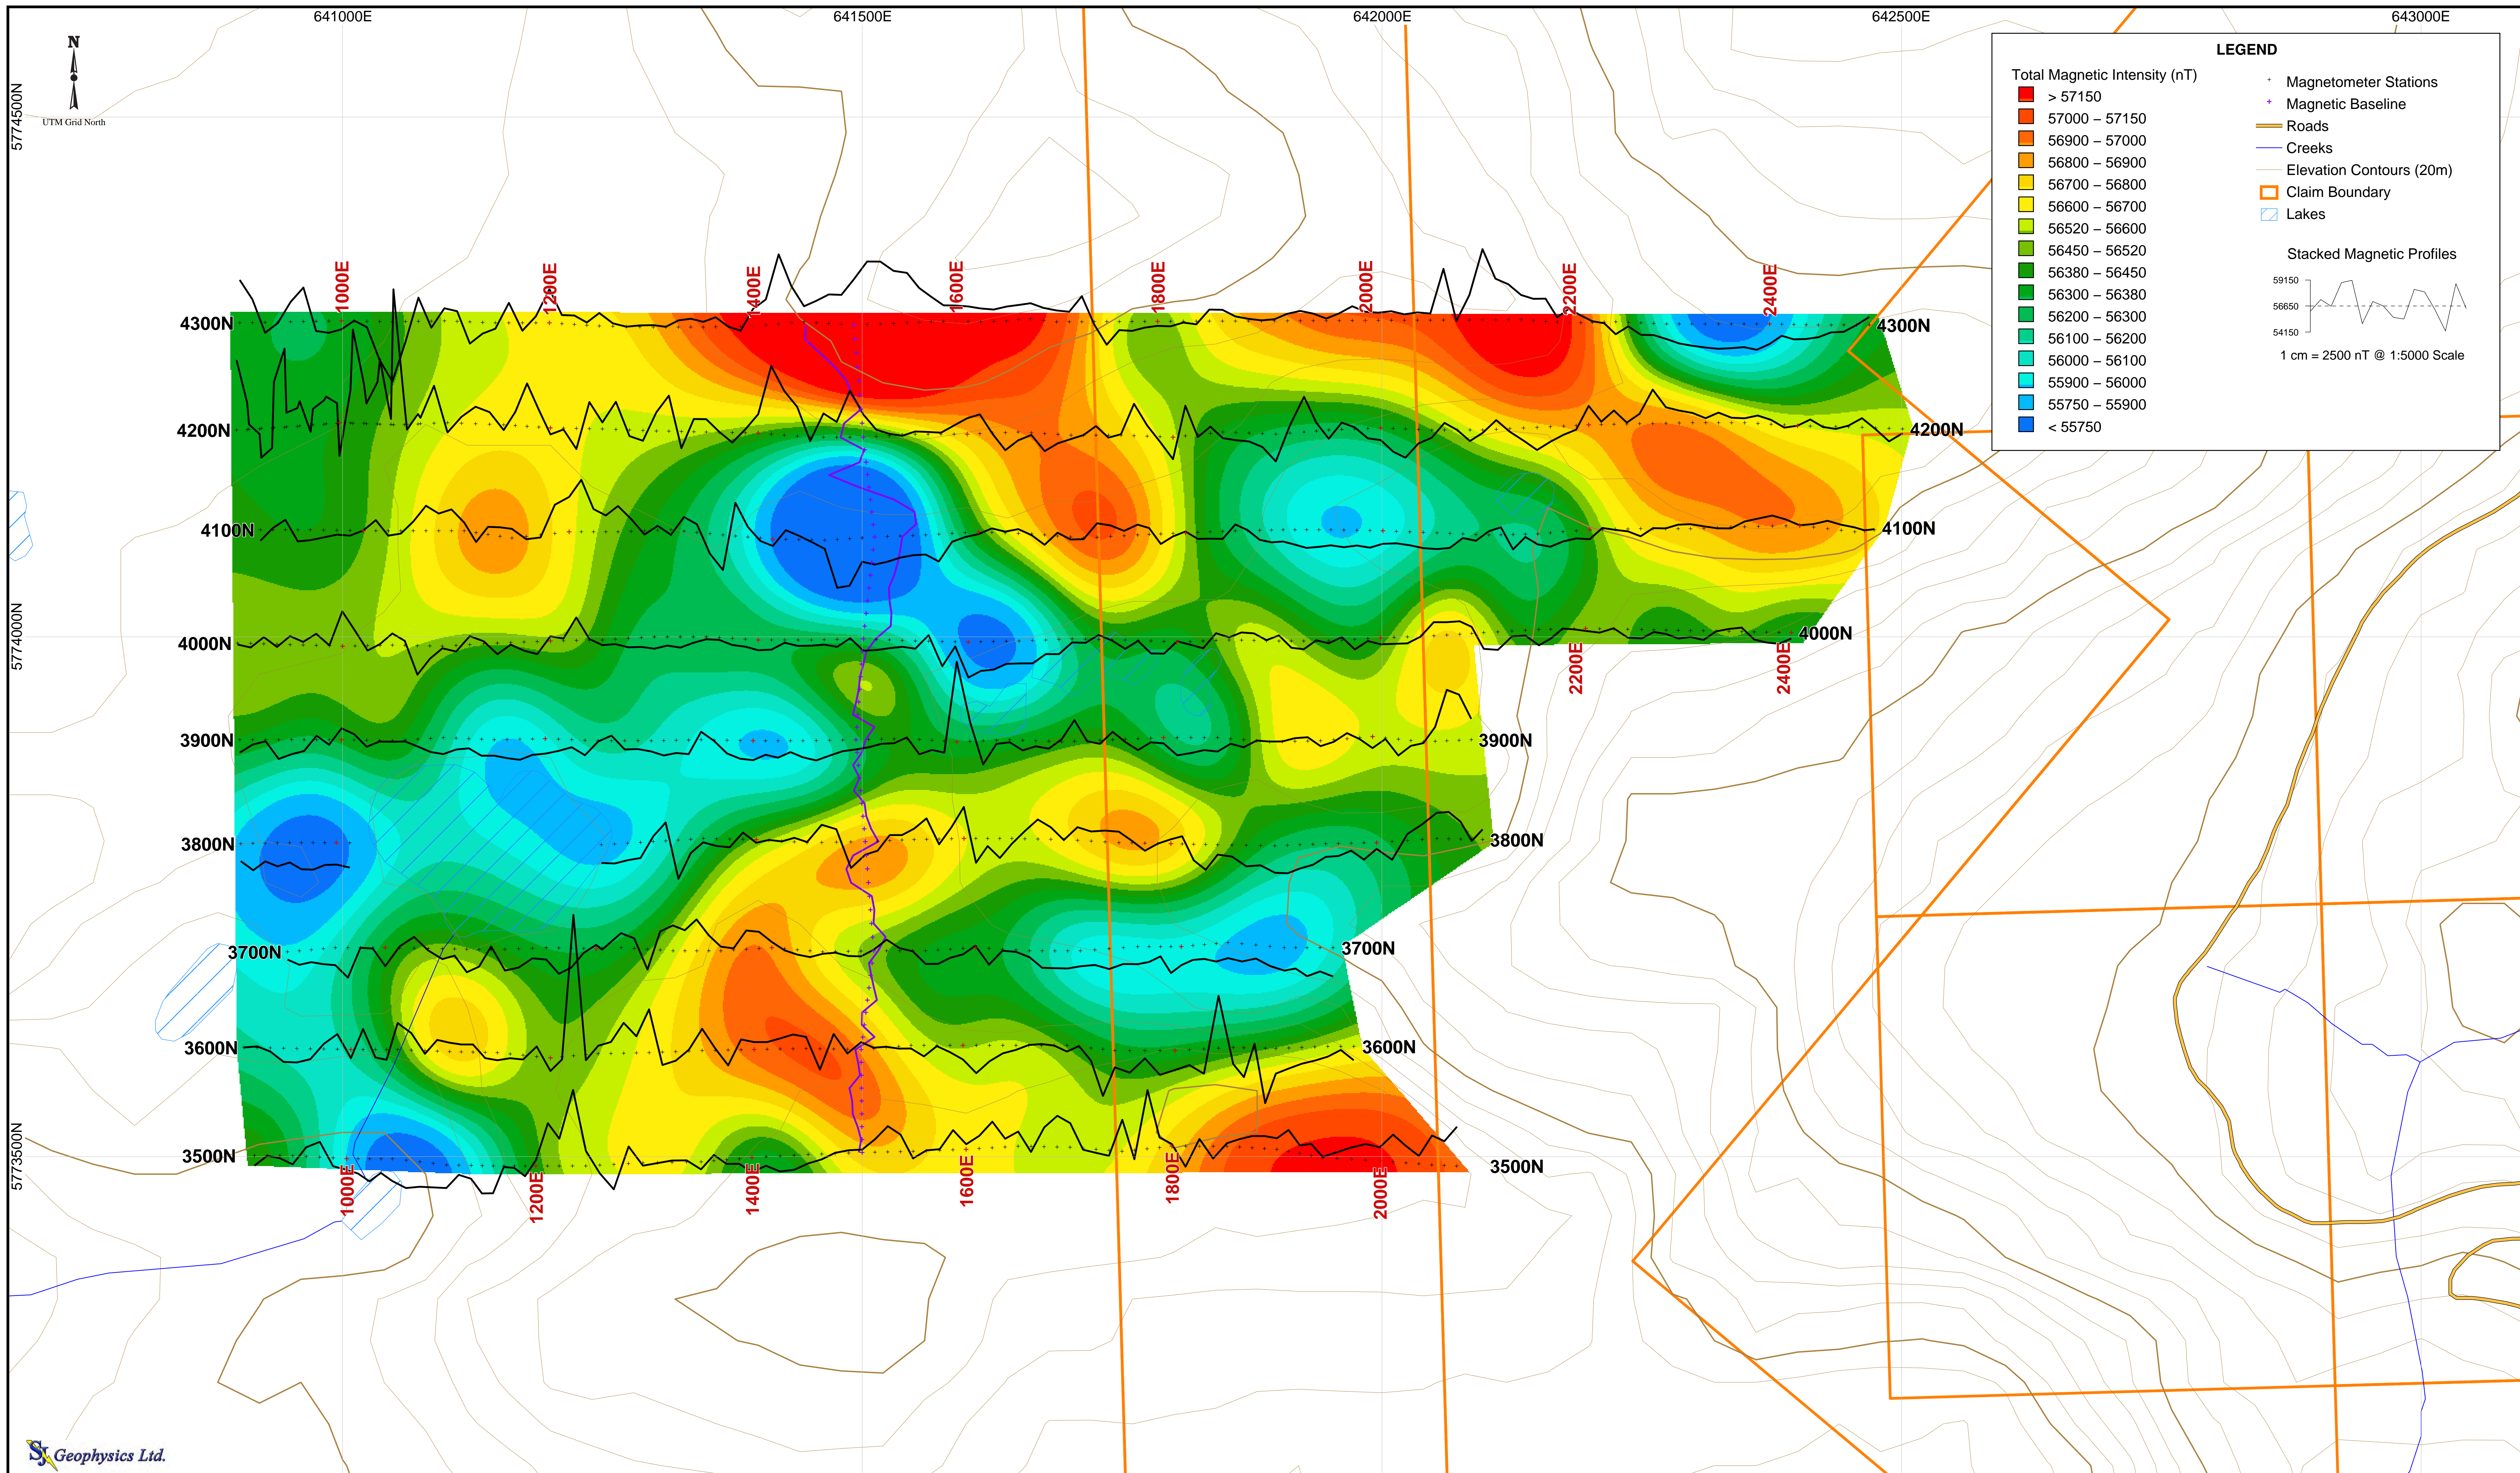 641000E 641500E 642000E 642500E 643000E
N
UTM Grid North
5774500N
5774000N
5773500N
LEGEND
Total Magnetic Intensity (nT)
> 57150
57000 – 57150
56900 – 57000
56800 – 56900
56700 – 56800
56600 – 56700
56520 – 56600
56450 – 56520
56380 – 56450
56300 – 56380
56200 – 56300
56100 – 56200
56000 – 56100
55900 – 56000
55750 – 55900
< 55750
Magnetometer Stations
Magnetic Baseline
Roads
Creeks
Elevation Contours (20m)
Claim Boundary
Lakes
Stacked Magnetic Profiles
59150
56650
54150
1 cm = 2500 nT @ 1:5000 Scale
1000E 1200E 1400E 1600E 1800E 2000E 2200E 2400E
4300N 4300N
4200N 4200N
4100N 4100N
4000N 4000N
2200E 2400E
3900N 3900N
3800N 3800N
3700N 3700N
3600N 3600N
3500N 3500N
1000E 1200E 1400E 1600E 1800E 2000E
SJ Geophysics Ltd.